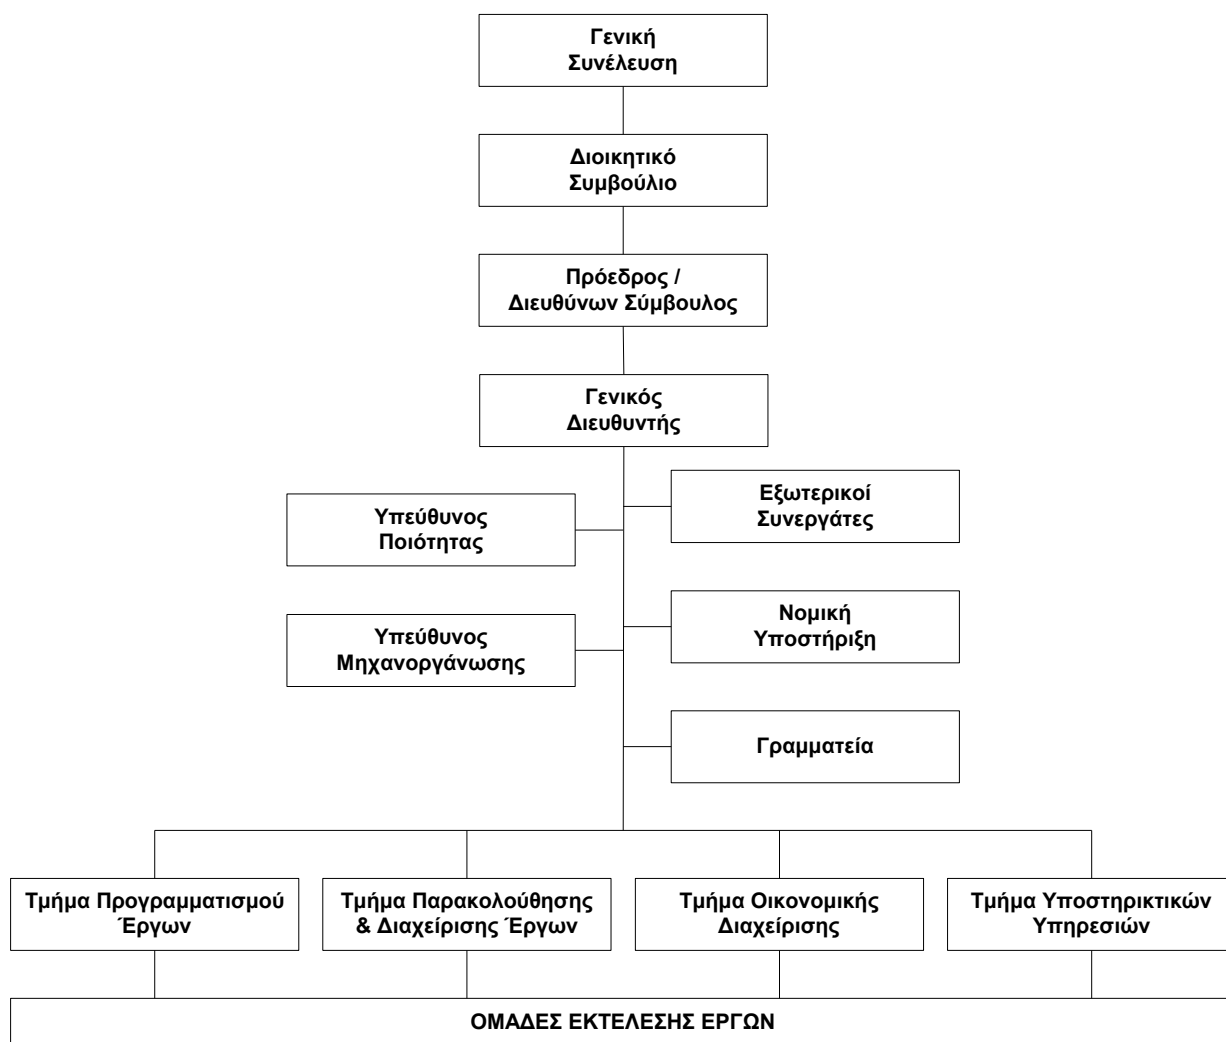 Γενική
Συνέλευση
Διοικητικό
Συμβούλιο
Πρόεδρος /
Διευθύνων Σύμβουλος
Γενικός
Διευθυντής
Εξωτερικοί
Συνεργάτες
Υπεύθυνος
Ποιότητας
Νομική
Υποστήριξη
Υπεύθυνος
Μηχανοργάνωσης
Γραμματεία
Τμήμα Προγραμματισμού
Έργων
Τμήμα Παρακολούθησης
& Διαχείρισης Έργων
Τμήμα Οικονομικής
Διαχείρισης
Τμήμα Υποστηρικτικών
Υπηρεσιών
ΟΜΑΔΕΣ ΕΚΤΕΛΕΣΗΣ ΕΡΓΩΝ